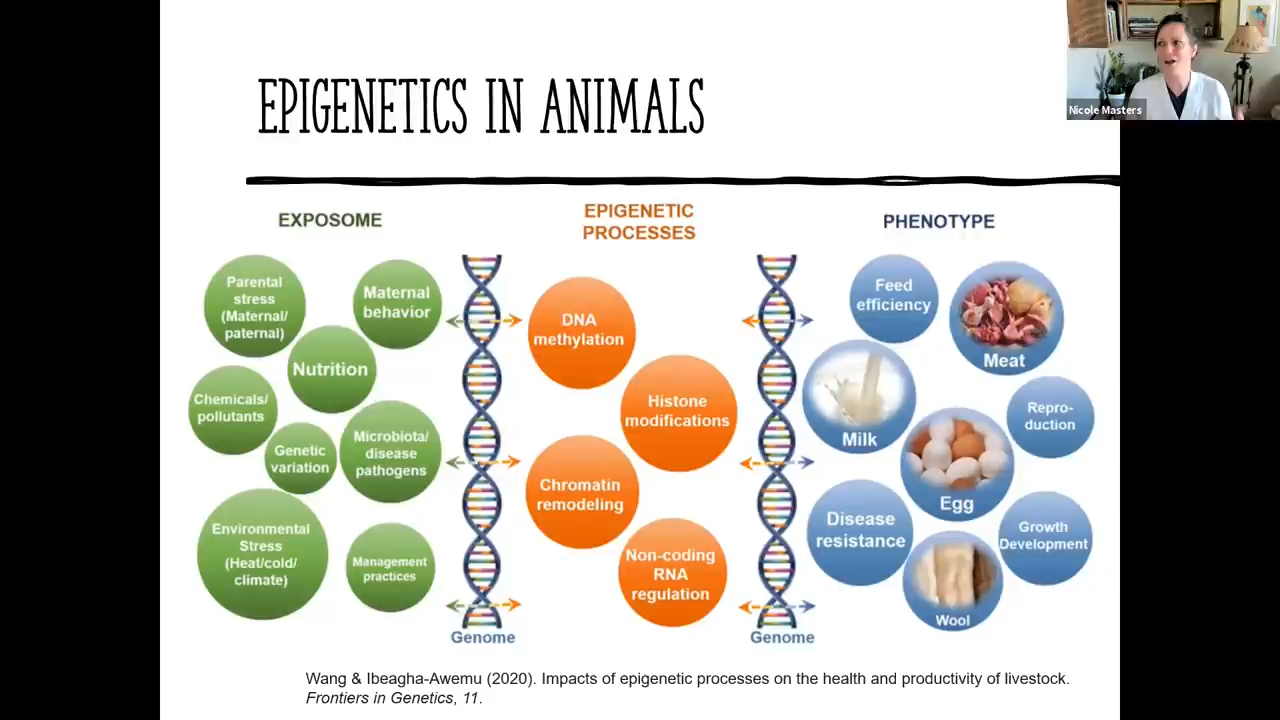 Nicole Masters
EPIGENETICS IN ANIMALS
EXPOSOME
EPIGENETIC
PROCESSES
PHENOTYPE
Parental
stress
(Maternal/
paternal)
Maternal
behavior
Nutrition
Chemicals/
pollutants
Genetic
variation
Microbiota/
disease
pathogens
Environmental
Stress
(Heat/cold/
climate)
Management
practices
Genome
DNA
methylation
Histone
modifications
Chromatin
remodeling
Non-coding
RNA
regulation
Genome
Feed
efficiency
Meat
Milk
Repro-
duction
Egg
Disease
resistance
Growth
Development
Wool
Wang & Ibeagha-Awemu (2020). Impacts of epigenetic processes on the health and productivity of livestock.
Frontiers in Genetics, 11.